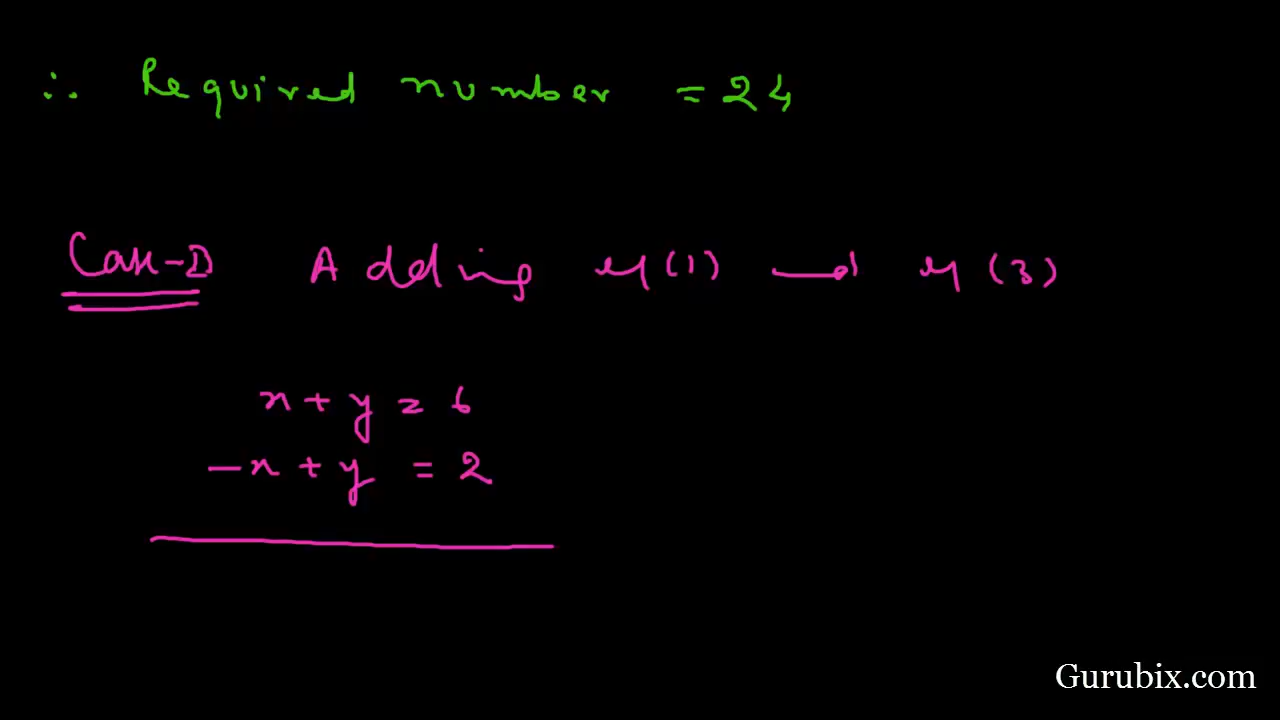 ∴ Required number = 24
Case-II Adding eq (1) and eq (3)
x + y = 6
-x + y = 2
Gurubix.com